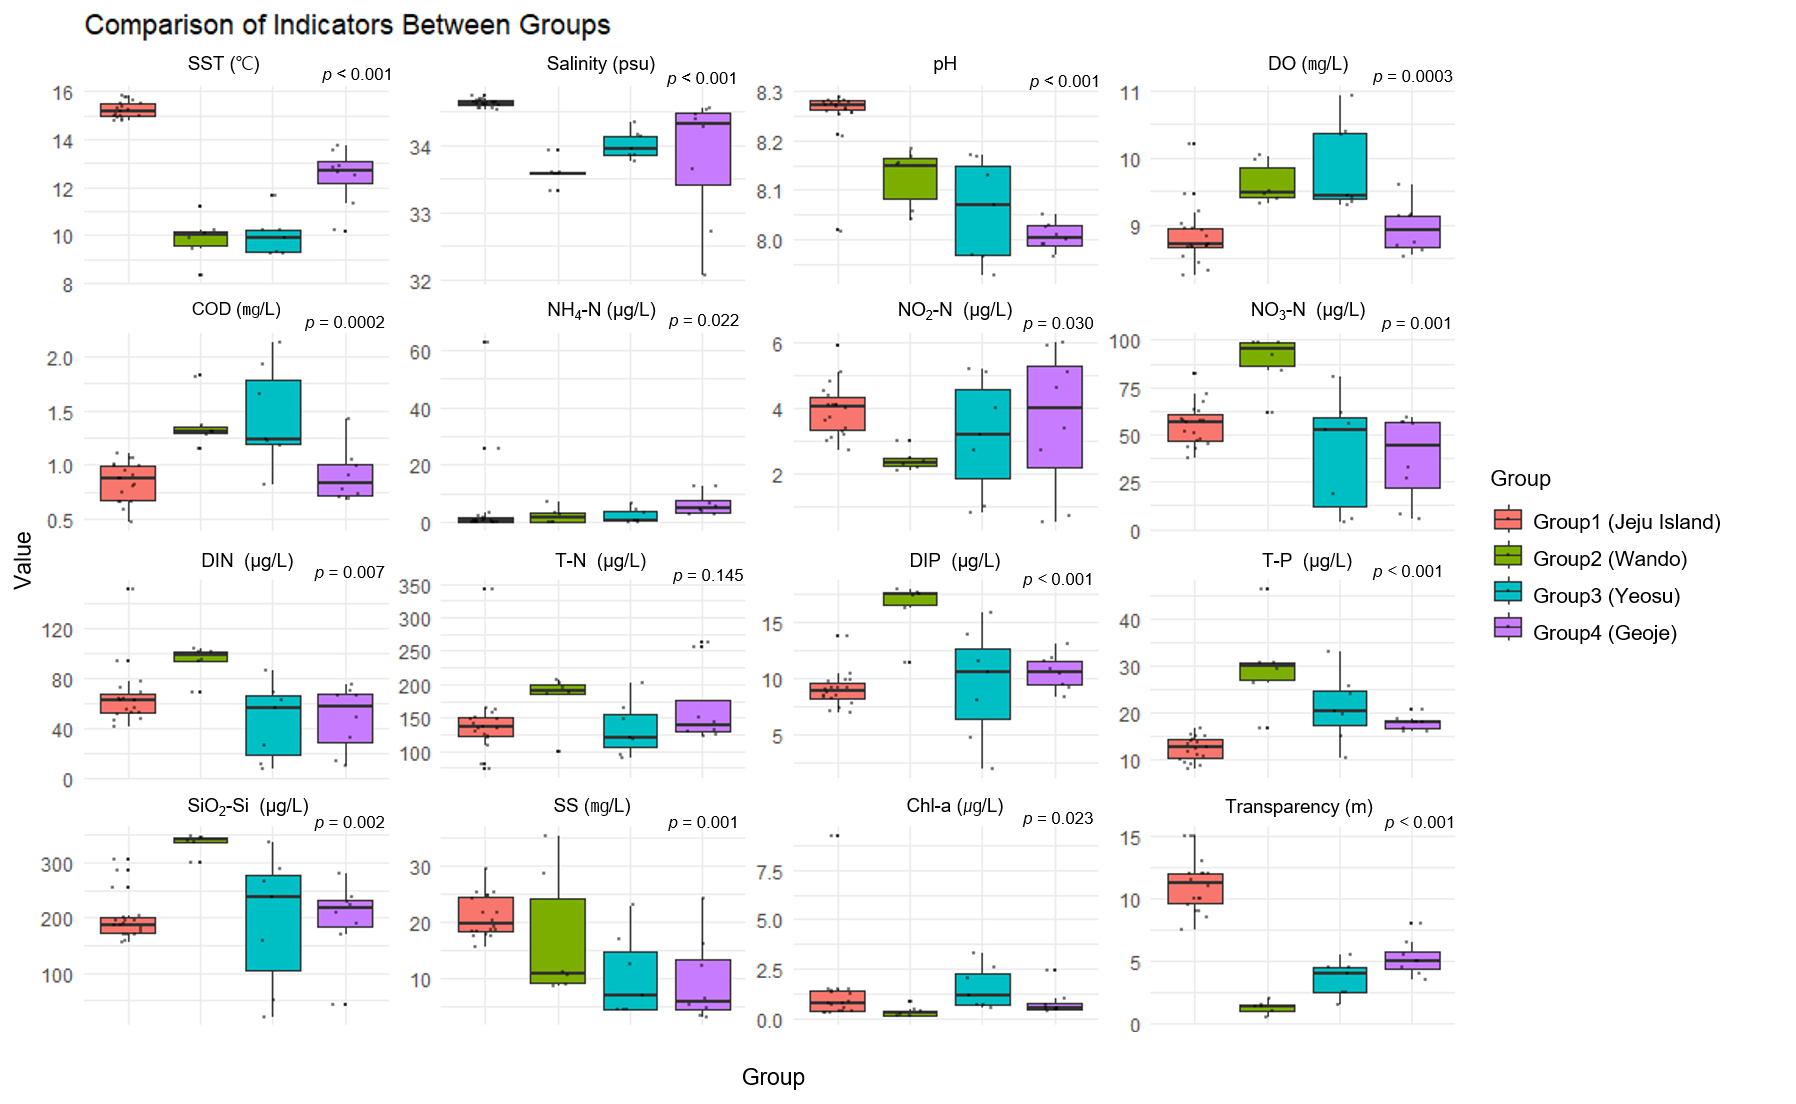 Comparison of Indicators Between Groups
SST (℃)
p < 0.001
16
14
12
10
8
Salinity (psu)
p < 0.001
34
33
32
pH
p < 0.001
8.3
8.2
8.1
8.0
DO (㎎/L)
p = 0.0003
11
10
9
COD (㎎/L)
p = 0.0002
2.0
1.5
1.0
0.5
NH₄-N (µg/L)
p = 0.022
60
40
20
0
NO₂-N (µg/L)
p = 0.030
6
4
2
NO₃-N (µg/L)
p = 0.001
100
75
50
25
0
DIN (µg/L)
p = 0.007
120
80
40
0
T-N (µg/L)
p = 0.145
350
300
250
200
150
100
DIP (µg/L)
p < 0.001
15
10
5
T-P (µg/L)
p < 0.001
40
30
20
10
SiO₂-Si (µg/L)
p = 0.002
300
200
100
SS (㎎/L)
p = 0.001
30
20
10
Chl-a (µg/L)
p = 0.023
7.5
5.0
2.5
0.0
Transparency (m)
p < 0.001
15
10
5
0
Value
Group
Group
Group1 (Jeju Island)
Group2 (Wando)
Group3 (Yeosu)
Group4 (Geoje)